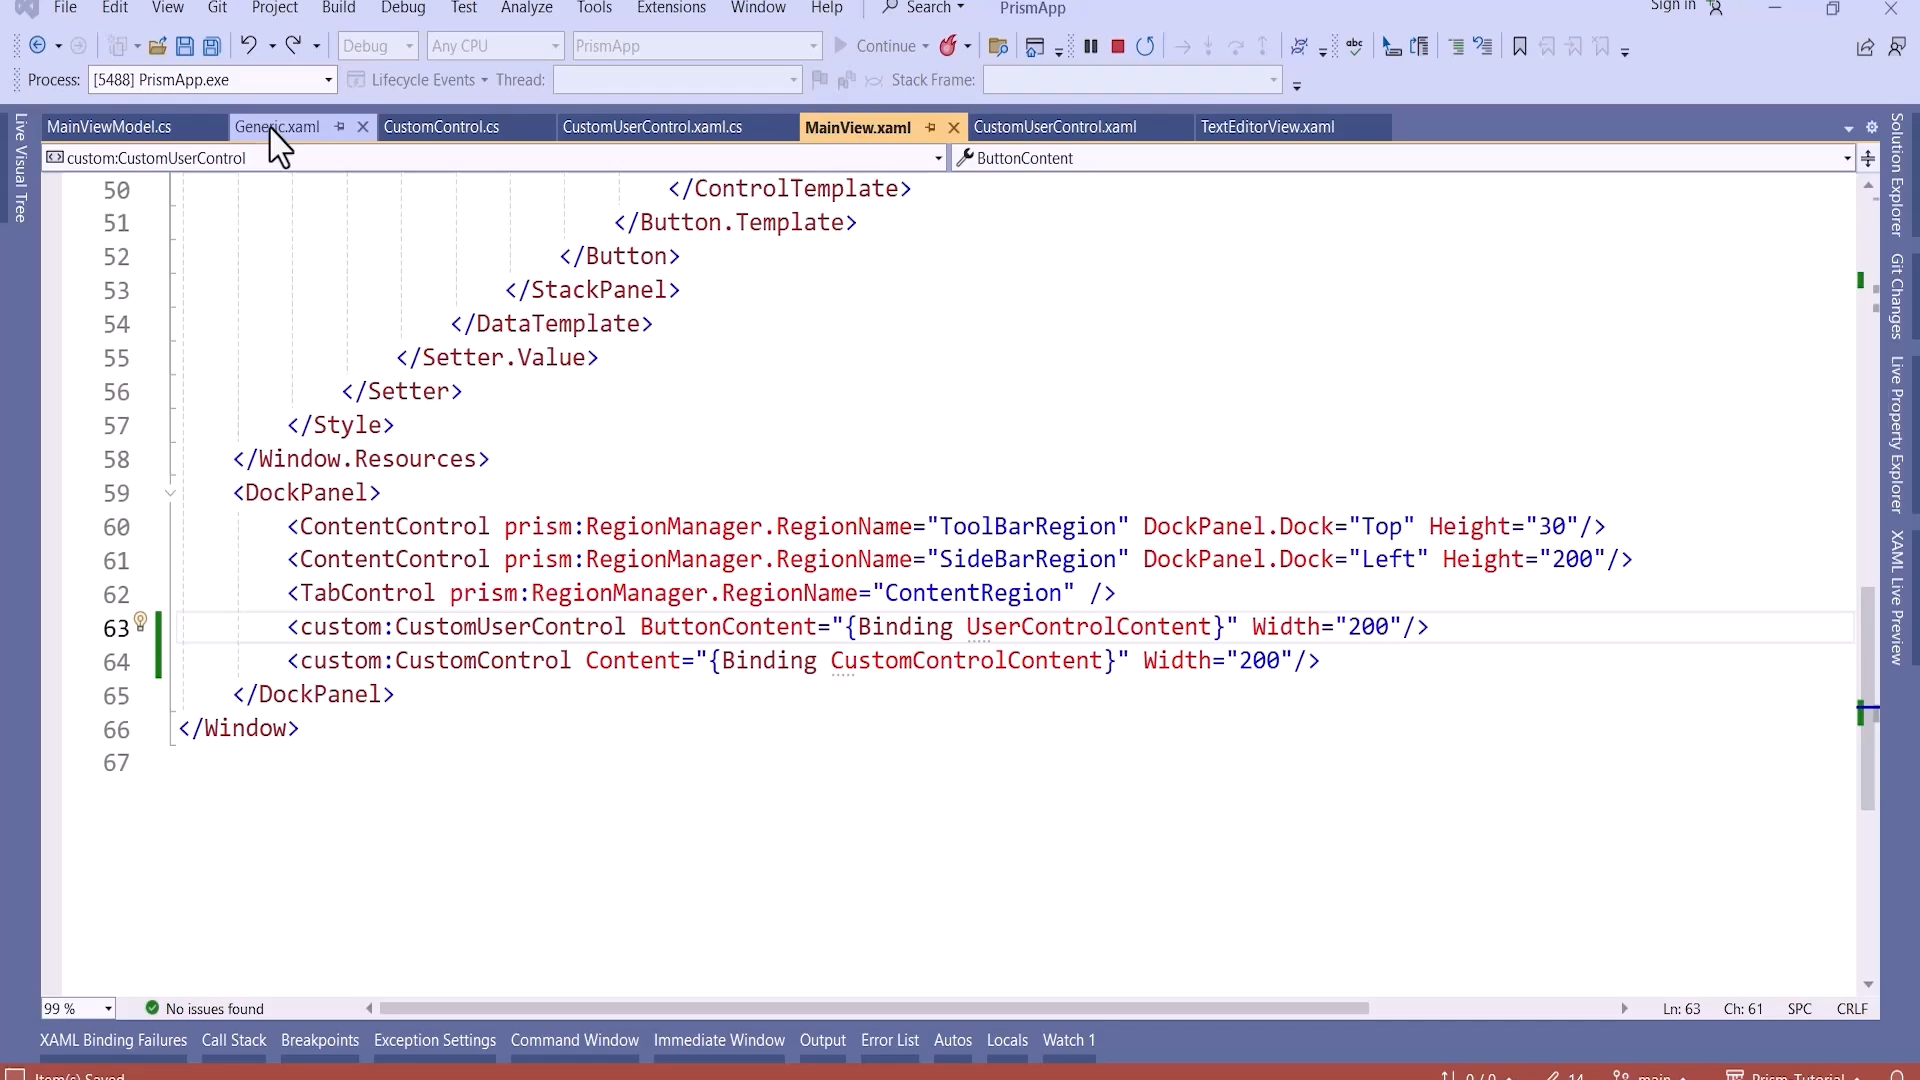 File Edit View Git Project Build Debug Test Analyze Tools Extensions Window Help Search PrismApp Sign in
Debug Any CPU PrismApp Continue
Process: [5488] PrismApp.exe Lifecycle Events Thread: Stack Frame:
MainViewModel.cs Generic.xaml CustomControl.cs CustomUserControl.xaml.cs MainView.xaml CustomUserControl.xaml TextEditorView.xaml
custom:CustomUserControl ButtonContent
Live Visual Tree
50 </ControlTemplate>
51 </Button.Template>
52 </Button>
53 </StackPanel>
54 </DataTemplate>
55 </Setter.Value>
56 </Setter>
57 </Style>
58 </Window.Resources>
59 <DockPanel>
60 <ContentControl prism:RegionManager.RegionName="ToolBarRegion" DockPanel.Dock="Top" Height="30"/>
61 <ContentControl prism:RegionManager.RegionName="SideBarRegion" DockPanel.Dock="Left" Height="200"/>
62 <TabControl prism:RegionManager.RegionName="ContentRegion" />
63 <custom:CustomUserControl ButtonContent="{Binding UserControlContent}" Width="200"/>
64 <custom:CustomControl Content="{Binding CustomControlContent}" Width="200"/>
65 </DockPanel>
66 </Window>
67
Solution Explorer
Git Changes
Live Property Explorer
XAML Live Preview
99 % No issues found Ln: 63 Ch: 61 SPC CRLF
XAML Binding Failures Call Stack Breakpoints Exception Settings Command Window Immediate Window Output Error List Autos Locals Watch 1
Item(s) Saved 0 / 0 14 main Prism-Tutorial